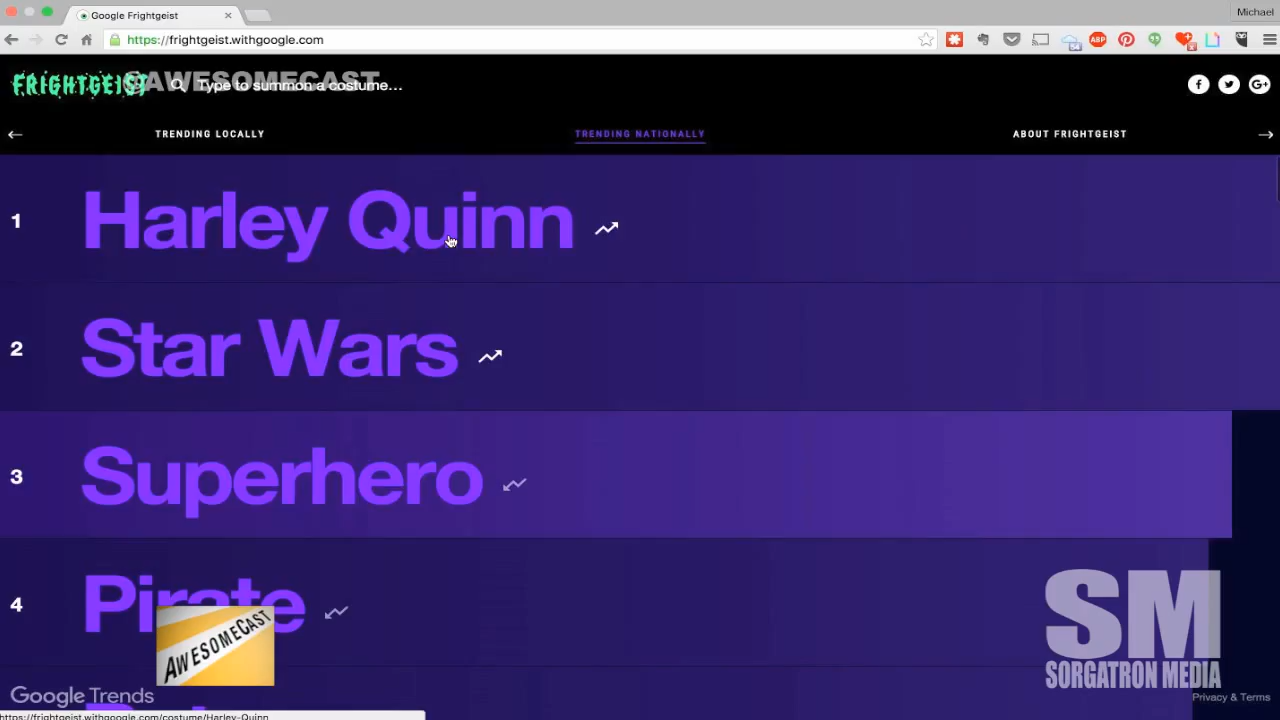 Google Frightgeist
Michael
https://frightgeist.withgoogle.com
ABP
FRIGHTGEIST
@AWESOMECAST
Type to summon a costume...
TRENDING LOCALLY
TRENDING NATIONALLY
ABOUT FRIGHTGEIST
1
Harley Quinn
2
Star Wars
3
Superhero
4
Pirate
AWESOMECAST
SM
SORGATRON MEDIA
Google Trends
Privacy & Terms
https://frightgeist.withgoogle.com/costume/Harley-Quinn